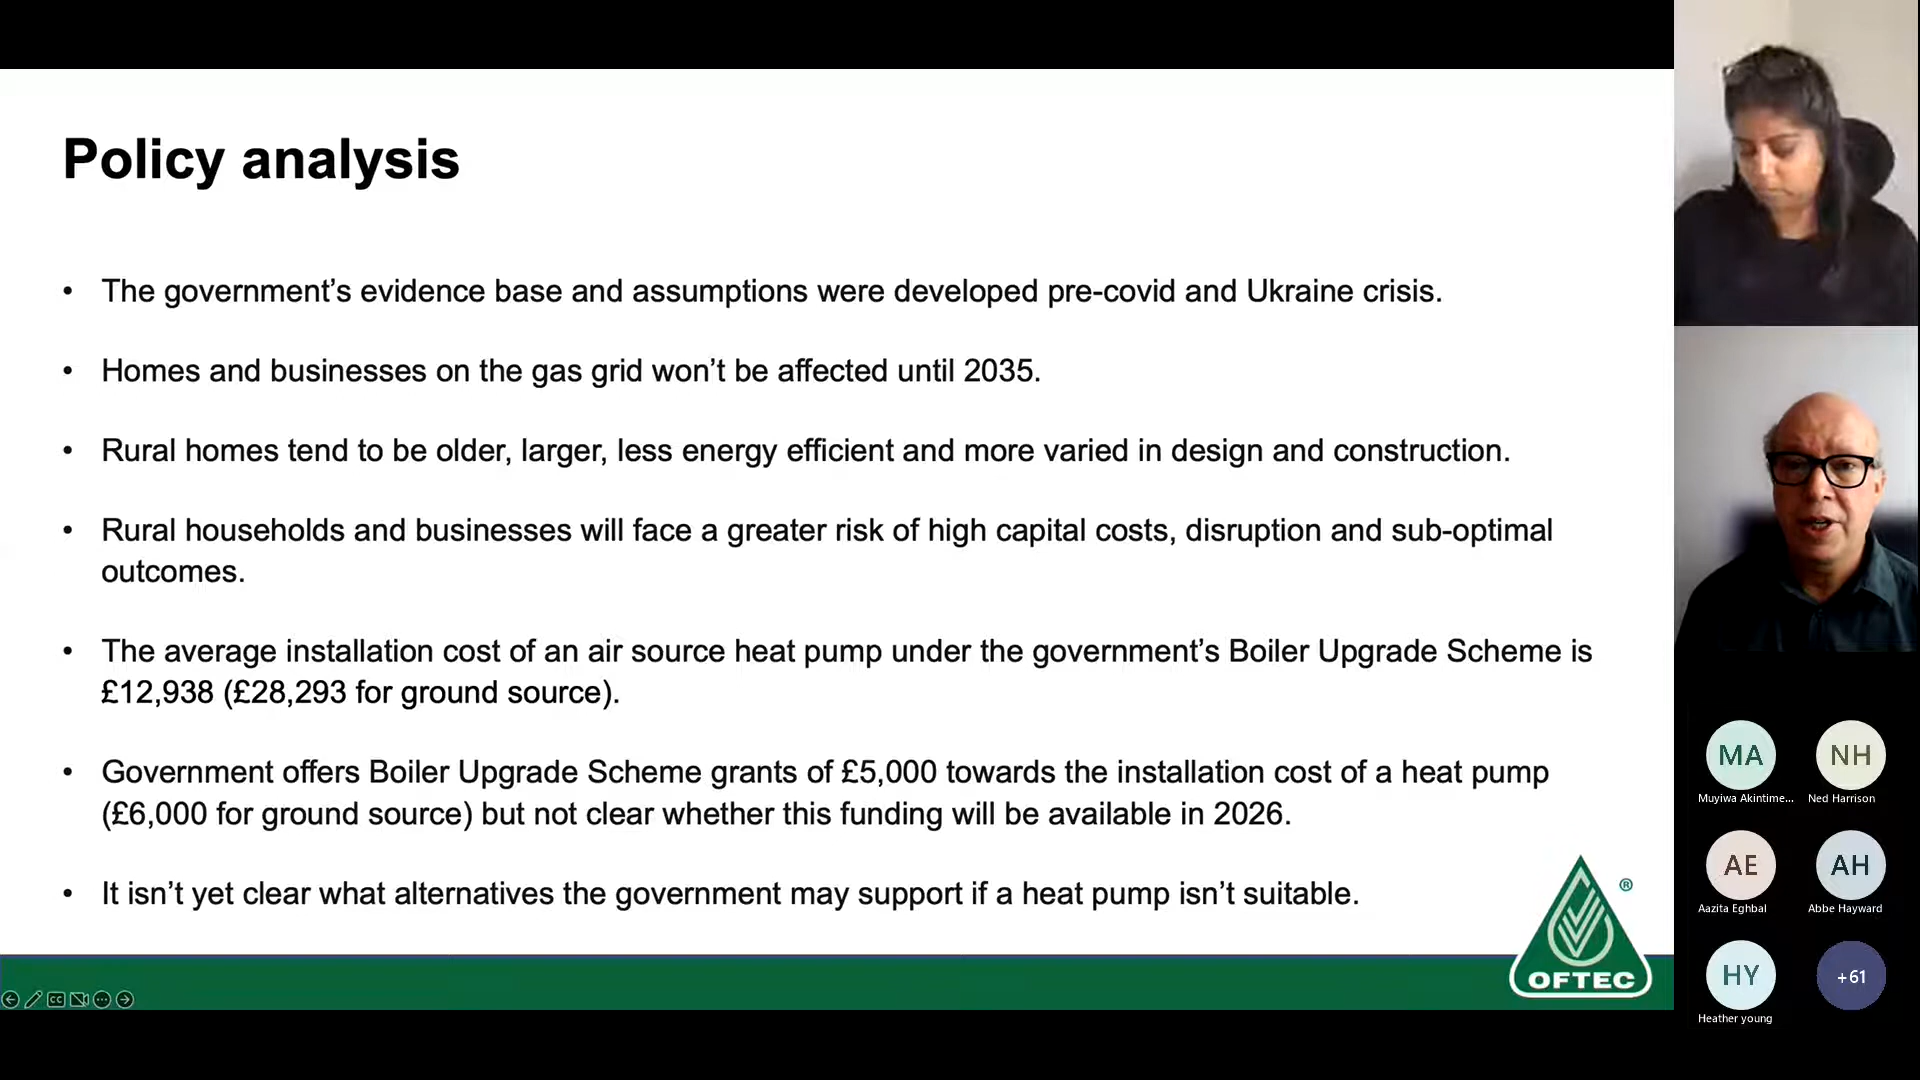 Policy analysis
• The government’s evidence base and assumptions were developed pre-covid and Ukraine crisis.
• Homes and businesses on the gas grid won’t be affected until 2035.
• Rural homes tend to be older, larger, less energy efficient and more varied in design and construction.
• Rural households and businesses will face a greater risk of high capital costs, disruption and sub-optimal
outcomes.
• The average installation cost of an air source heat pump under the government’s Boiler Upgrade Scheme is
£12,938 (£28,293 for ground source).
• Government offers Boiler Upgrade Scheme grants of £5,000 towards the installation cost of a heat pump
(£6,000 for ground source) but not clear whether this funding will be available in 2026.
• It isn’t yet clear what alternatives the government may support if a heat pump isn’t suitable.
®
OFTEC
CC
MA
Muyiwa Akintime...
NH
Ned Harrison
AE
Aazita Eghbal
AH
Abbe Hayward
HY
Heather young
+61